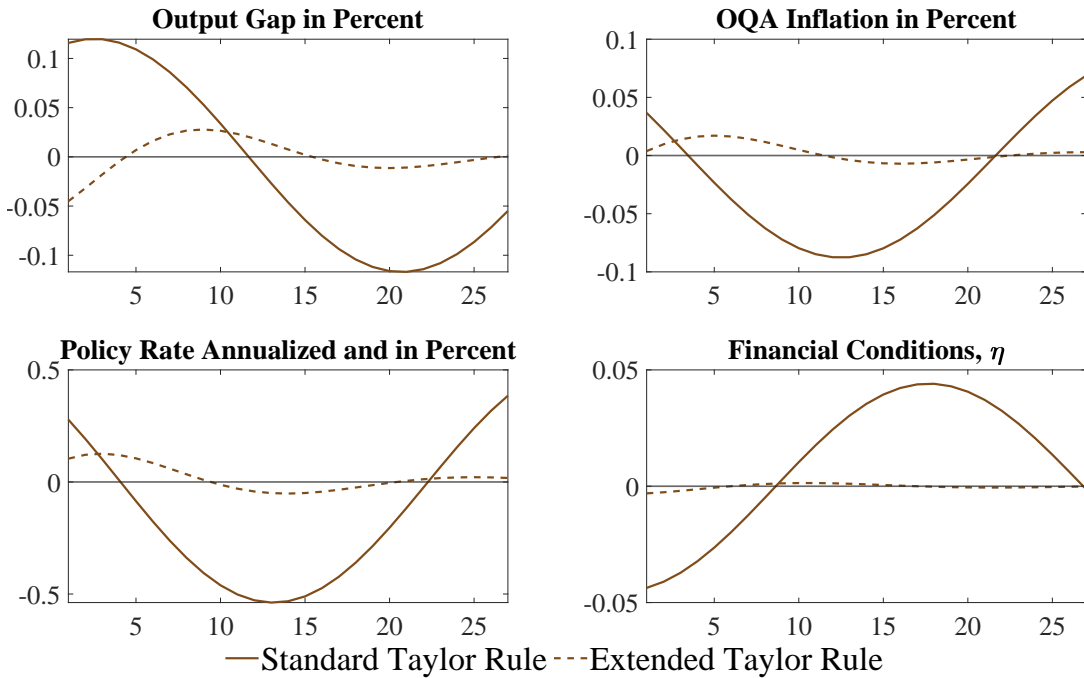 Output Gap in Percent
0.1
0.05
0
-0.05
-0.1
5 10 15 20 25
OQA Inflation in Percent
0.1
0.05
0
-0.05
-0.1
5 10 15 20 25
Policy Rate Annualized and in Percent
0.5
0
-0.5
5 10 15 20 25
Financial Conditions, η
0.05
0
-0.05
5 10 15 20 25
Standard Taylor Rule Extended Taylor Rule